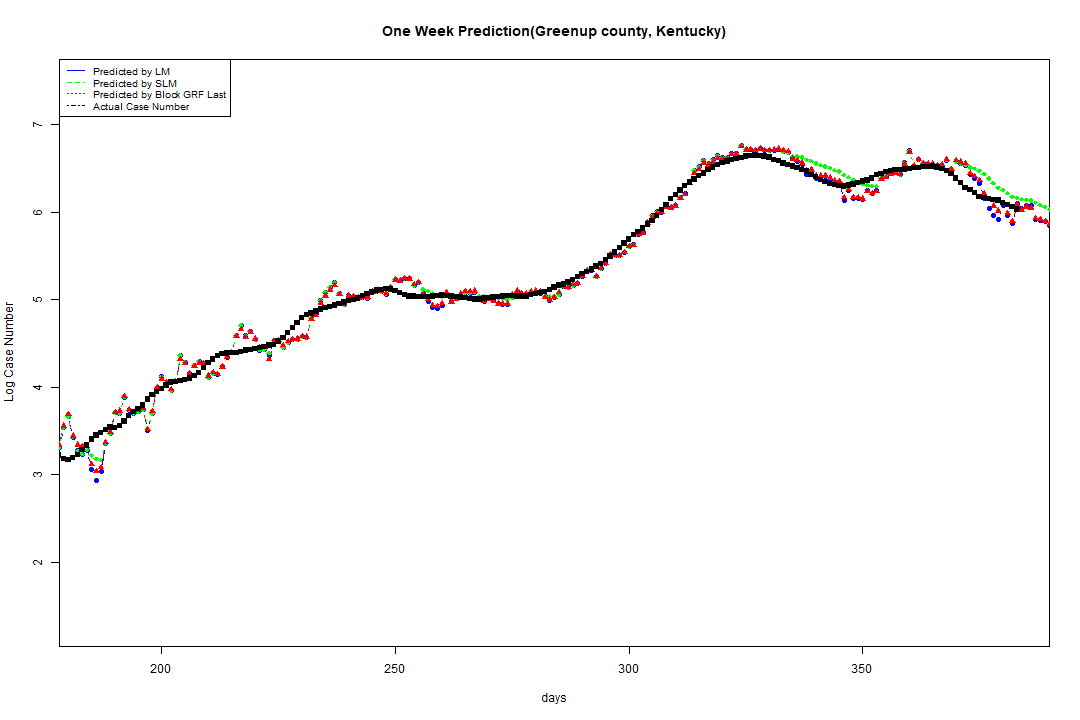 One Week Prediction(Greenup county, Kentucky)
Predicted by LM
Predicted by SLM
Predicted by Block GRF Last
Actual Case Number
Log Case Number
7
6
5
4
3
2
200 250 300 350
days